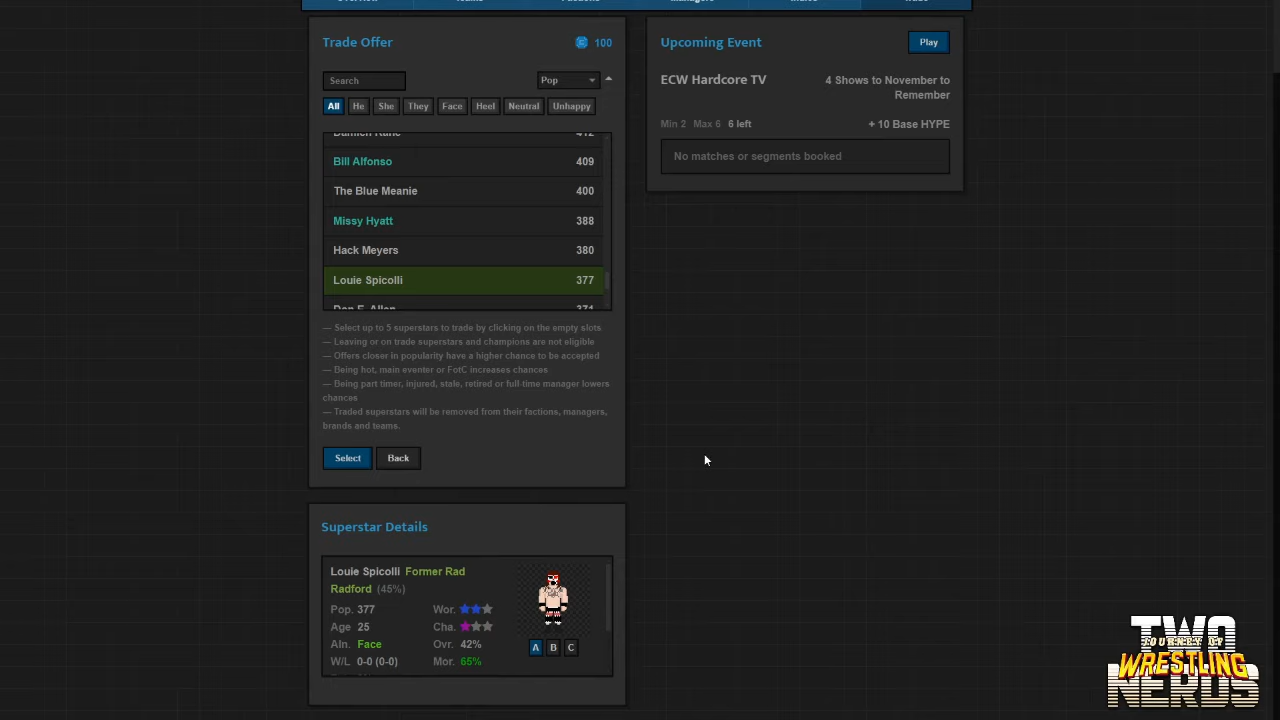 Trade Offer
100
Search
Pop
All He She They Face Heel Neutral Unhappy
Damien Kane 412
Bill Alfonso 409
The Blue Meanie 400
Missy Hyatt 388
Hack Meyers 380
Louie Spicolli 377
— Select up to 5 superstars to trade by clicking on the empty slots
— Leaving or on trade superstars and champions are not eligible
— Offers closer in popularity have a higher chance to be accepted
— Being hot, main eventer or FotC increases chances
— Being part timer, injured, stale, retired or full-time manager lowers
chances
— Traded superstars will be removed from their factions, managers,
brands and teams.
Select Back
Superstar Details
Louie Spicolli Former Rad
Radford (45%)
Pop. 377 Wor.
Age 25 Cha.
Aln. Face Ovr. 42%
W/L 0-0 (0-0) Mor. 65%
A B C
Upcoming Event
Play
ECW Hardcore TV
4 Shows to November to
Remember
Min 2 Max 6 6 left + 10 Base HYPE
No matches or segments booked
TWO
JOURNEY OF
WRESTLING
NERDS